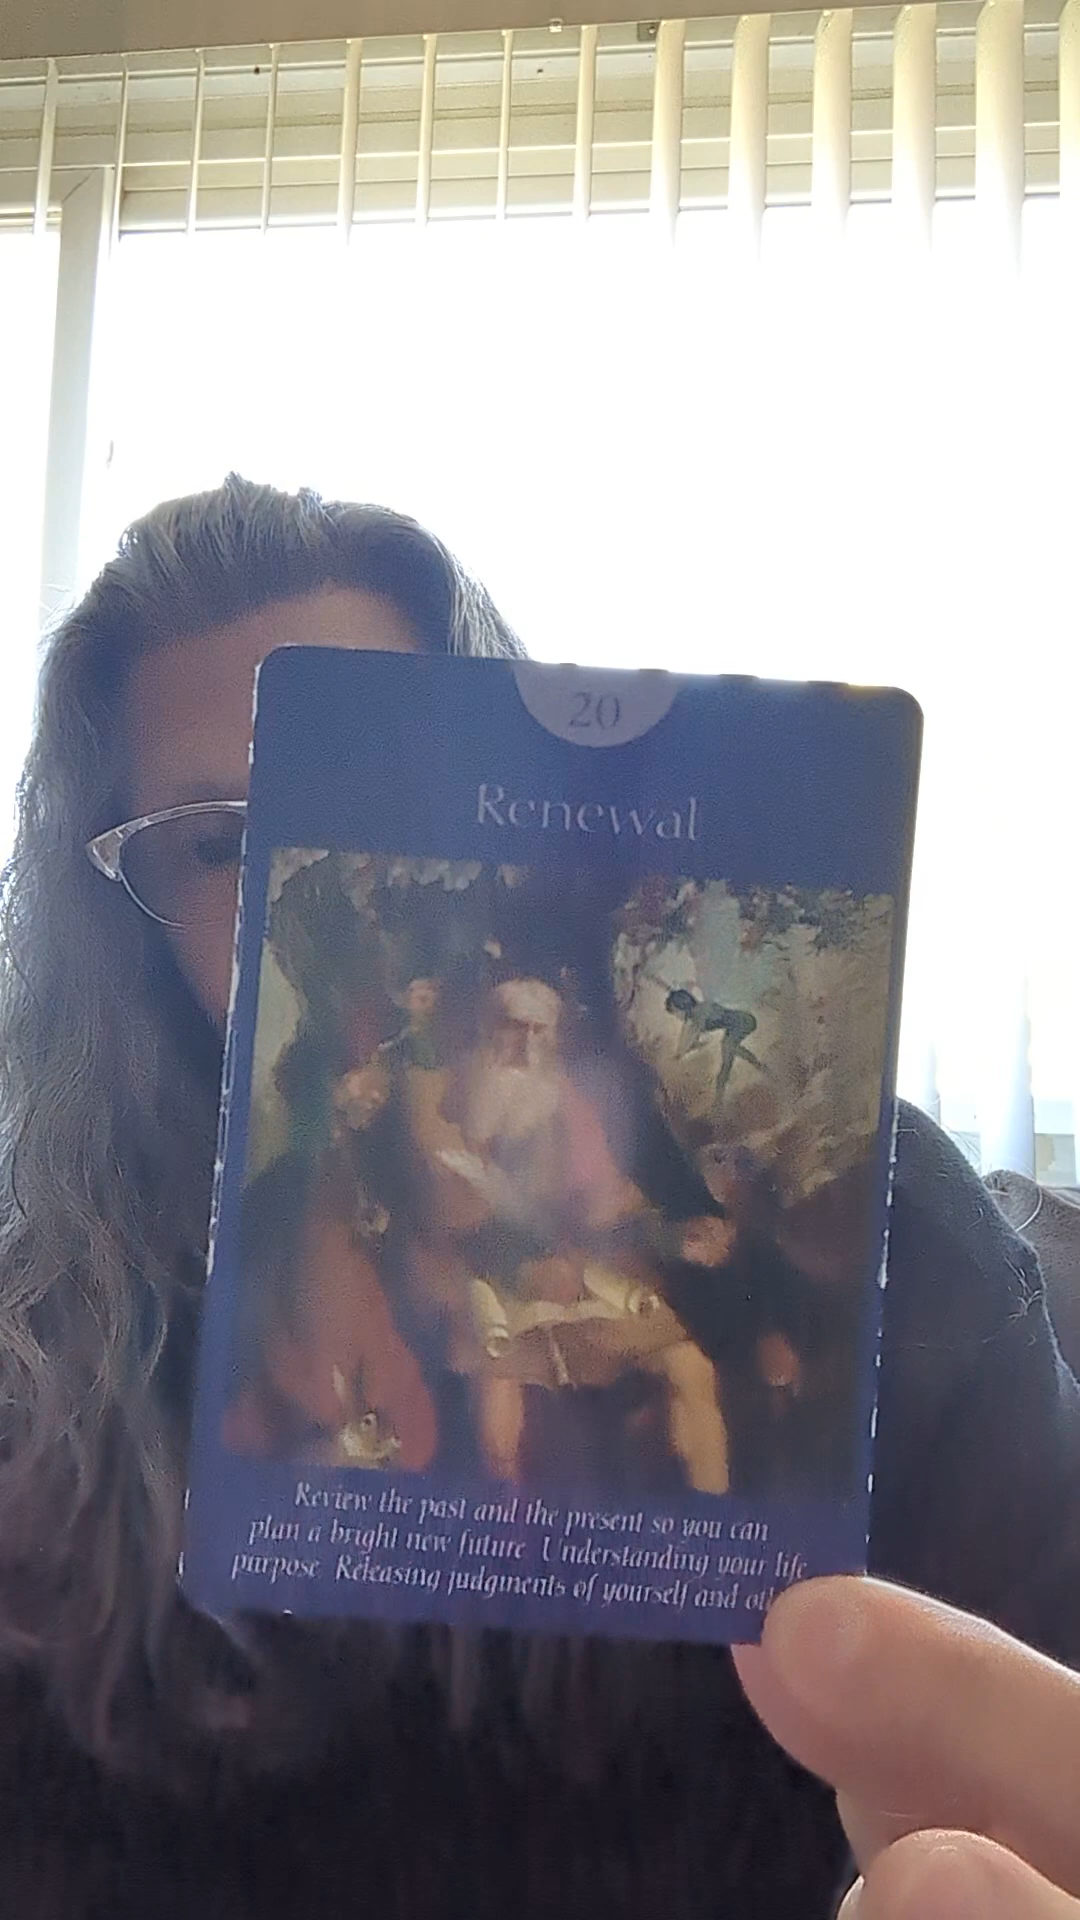 20
Renewal
Review the past and the present so you can
plan a bright new future Understanding your life
purpose Releasing judgments of yourself and